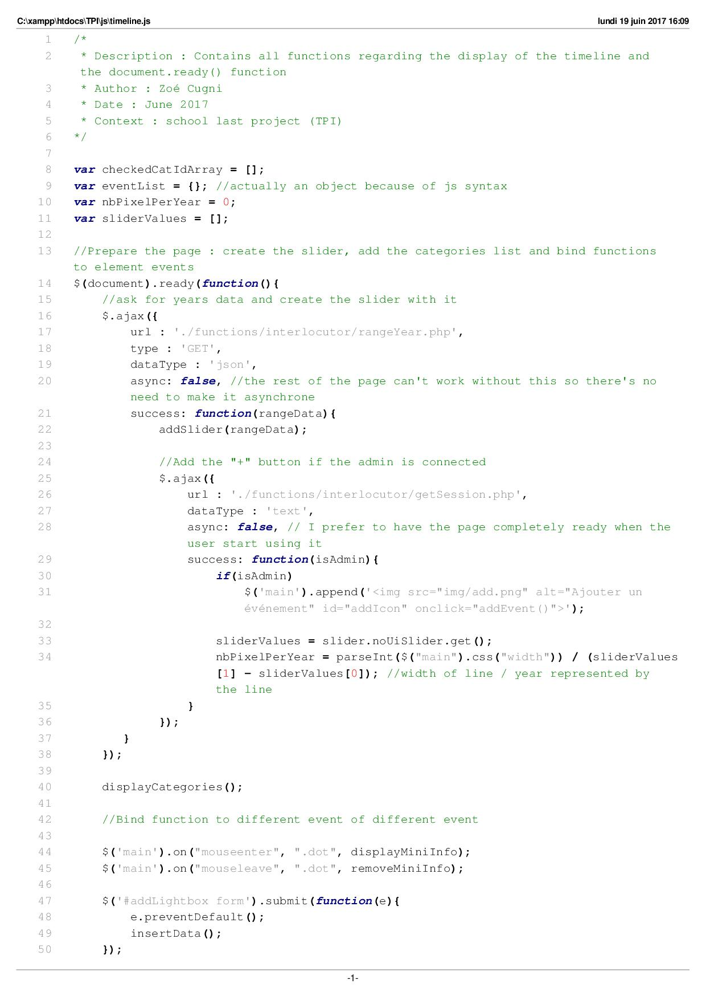 C:\xampp\htdocs\TPI\js\timeline.js lundi 19 juin 2017 16:09
1 /*
2 * Description : Contains all functions regarding the display of the timeline and
the document.ready() function
3 * Author : Zoé Cugni
4 * Date : June 2017
5 * Context : school last project (TPI)
6 */
7
8 var checkedCatIdArray = [];
9 var eventList = {}; //actually an object because of js syntax
10 var nbPixelPerYear = 0;
11 var sliderValues = [];
12
13 //Prepare the page : create the slider, add the categories list and bind functions
to element events
14 $(document).ready(function(){
15 //ask for years data and create the slider with it
16 $.ajax({
17 url : './functions/interlocutor/rangeYear.php',
18 type : 'GET',
19 dataType : 'json',
20 async: false, //the rest of the page can't work without this so there's no
need to make it asynchrone
21 success: function(rangeData){
22 addSlider(rangeData);
23
24 //Add the "+" button if the admin is connected
25 $.ajax({
26 url : './functions/interlocutor/getSession.php',
27 dataType : 'text',
28 async: false, // I prefer to have the page completely ready when the
user start using it
29 success: function(isAdmin){
30 if(isAdmin)
31 $('main').append('<img src="img/add.png" alt="Ajouter un
événement" id="addIcon" onclick="addEvent()">');
32
33 sliderValues = slider.noUiSlider.get();
34 nbPixelPerYear = parseInt($("main").css("width")) / (sliderValues
[1] - sliderValues[0]); //width of line / year represented by
the line
35 }
36 });
37 }
38 });
39
40 displayCategories();
41
42 //Bind function to different event of different event
43
44 $('main').on("mouseenter", ".dot", displayMiniInfo);
45 $('main').on("mouseleave", ".dot", removeMiniInfo);
46
47 $('#addLightbox form').submit(function(e){
48 e.preventDefault();
49 insertData();
50 });
-1-